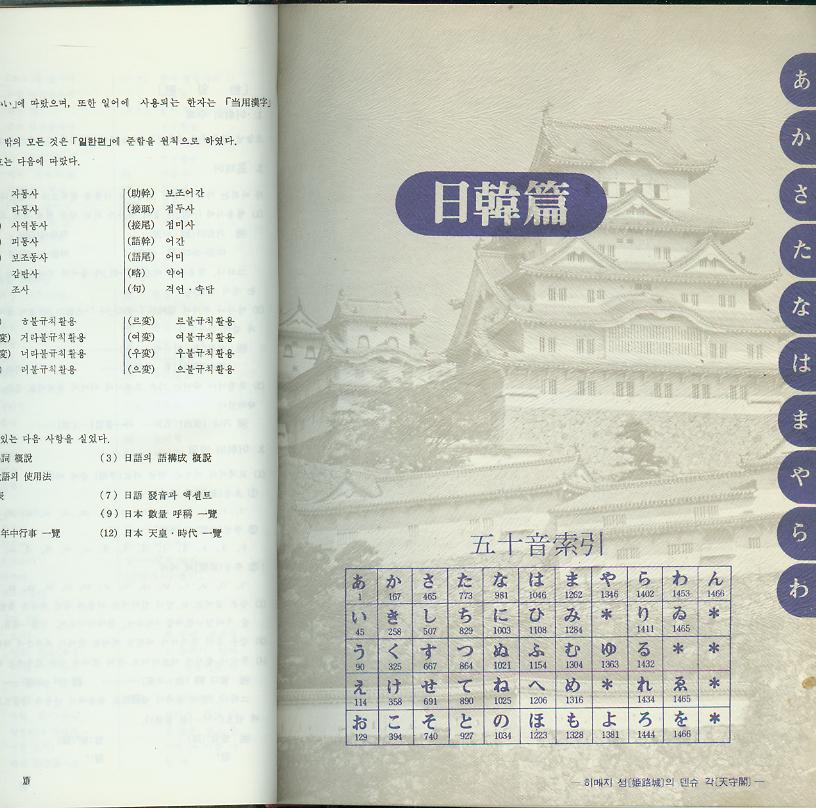 에 따랐으며, 또한 일어에 사용되는 한자는 「当用漢字」
밖의 모든 것은 「일한편」에 준함을 원칙으로 하였다.
는 다음에 따랐다.
자동사 (助幹) 보조어간
타동사 (接頭) 접두사
사역동사 (接尾) 접미사
피동사 (語幹) 어간
보조동사 (語尾) 어미
감탄사 (略) 약어
조사 (句) 격언·속담
ㅎ불규칙활용 (르変) 르불규칙활용
変) 거라불규칙활용 (여変) 여불규칙활용
変) 너라불규칙활용 (우変) 우불규칙활용
러불규칙활용 (으変) 으불규칙활용
있는 다음 사항을 실었다.
詞 概説 (3) 日語의 語構成 概説
語의 使用法
(7) 日語 發音과 액센트
(9) 日本 數量 呼稱 一覽
年中行事 一覽 (12) 日本 天皇·時代 一覽
日韓篇
あ
か
さ
た
な
は
ま
や
ら
わ
五十音索引
あ か さ た な は ま や ら わ ん
1 167 465 773 981 1046 1262 1346 1402 1453 1466
い き し ち に ひ み * り ゐ *
45 258 507 829 1003 1108 1284 1411 1465
う く す つ ぬ ふ む ゆ る * *
90 325 667 864 1021 1154 1304 1363 1432
え け せ て ね へ め * れ ゑ *
114 358 691 890 1025 1206 1316 1434 1465
お こ そ と の ほ も よ ろ を *
129 394 740 927 1034 1223 1328 1381 1444 1466
— 히메지 성[姫路城]의 덴슈 각[天守閣] —